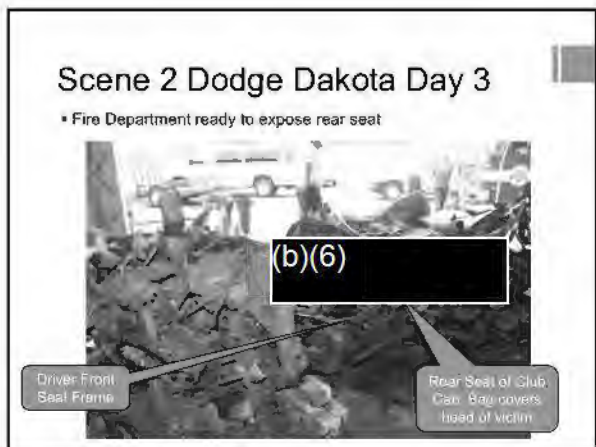 Scene 2 Dodge Dakota Day 3
▪ Fire Department ready to expose rear seat
(b)(6)
Driver Front
Seat Frame
Rear Seat of Club
Cab. Bag covers
head of victim